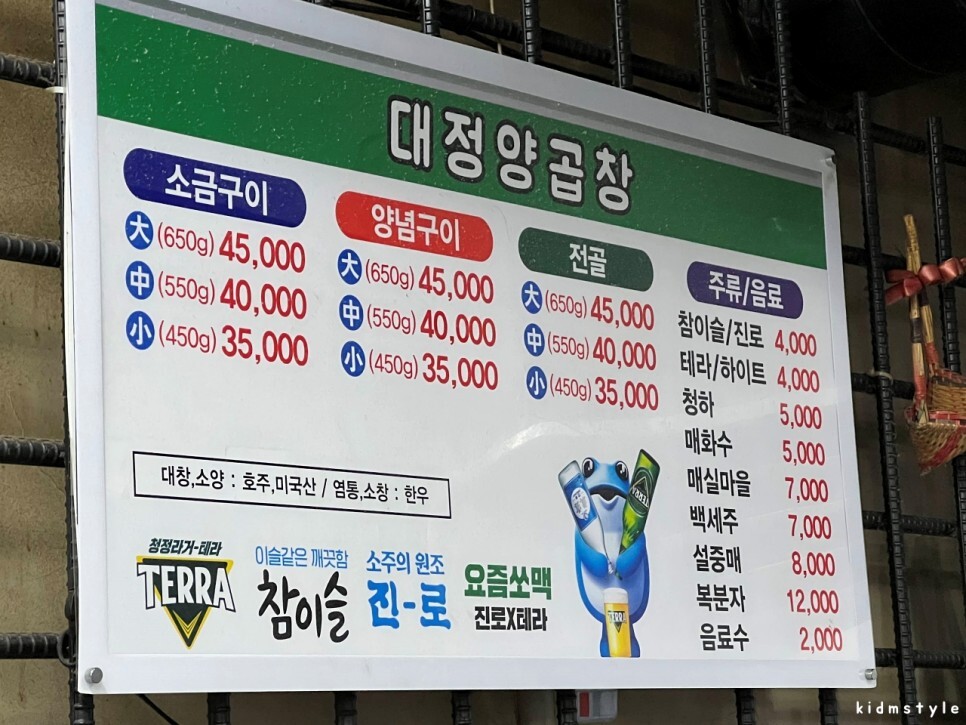 대정양곱창
소금구이
大 (650g) 45,000
中 (550g) 40,000
小 (450g) 35,000
양념구이
大 (650g) 45,000
中 (550g) 40,000
小 (450g) 35,000
전골
大 (650g) 45,000
中 (550g) 40,000
小 (450g) 35,000
주류/음료
참이슬/진로 4,000
테라/하이트 4,000
청하 5,000
매화수 5,000
매실마을 7,000
백세주 7,000
설중매 8,000
복분자 12,000
음료수 2,000
대창,소양 : 호주,미국산 / 염통,소창 : 한우
청정라거-테라
TERRA
이슬같은 깨끗함
참이슬
소주의 원조
진-로
요즘쏘맥
진로X테라
TERRA
TERRA
kidmstyle